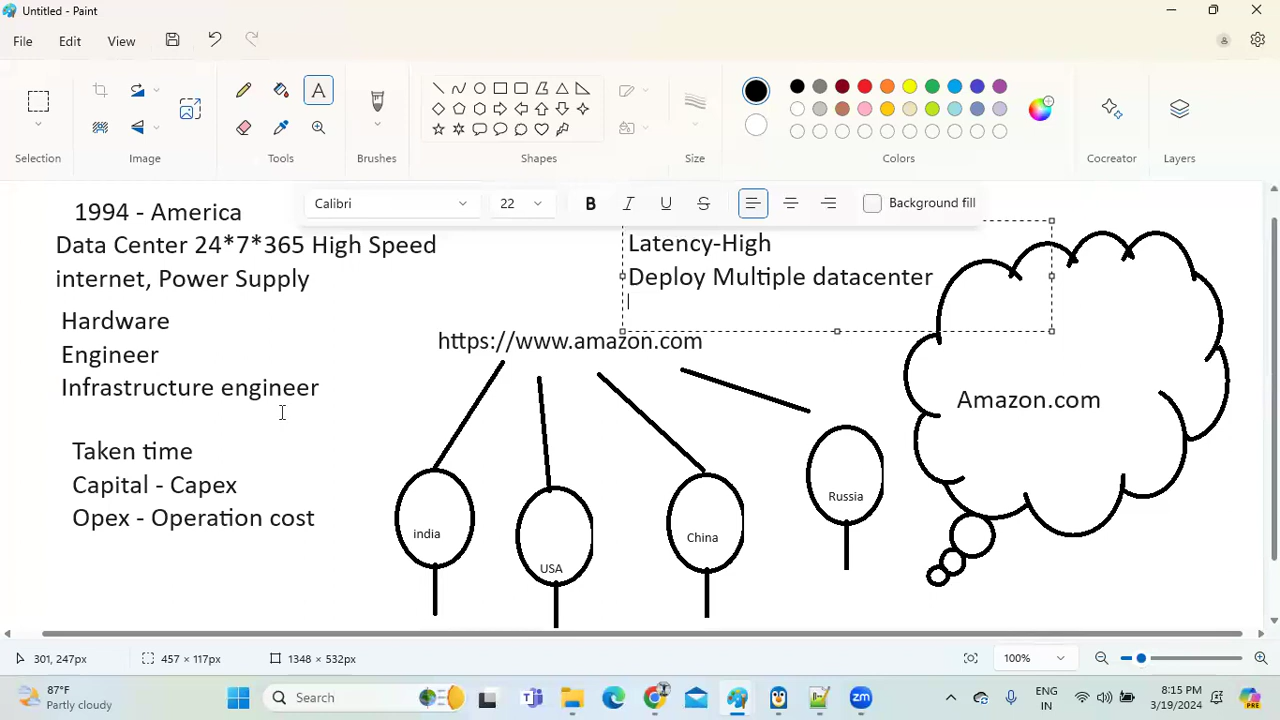 Untitled - Paint
File Edit View
Selection Image Tools Brushes Shapes Size Colors Cocreator Layers
Calibri 22 B I U S Background fill
1994 - America
Data Center 24*7*365 High Speed
internet, Power Supply
Hardware
Engineer
Infrastructure engineer
Taken time
Capital - Capex
Opex - Operation cost
Latency-High
Deploy Multiple datacenter
https://www.amazon.com
india
USA
China
Russia
Amazon.com
301, 247px 457 × 117px 1348 × 532px 100%
87°F
Partly cloudy
Search
ENG
IN
8:15 PM
3/19/2024
PRE